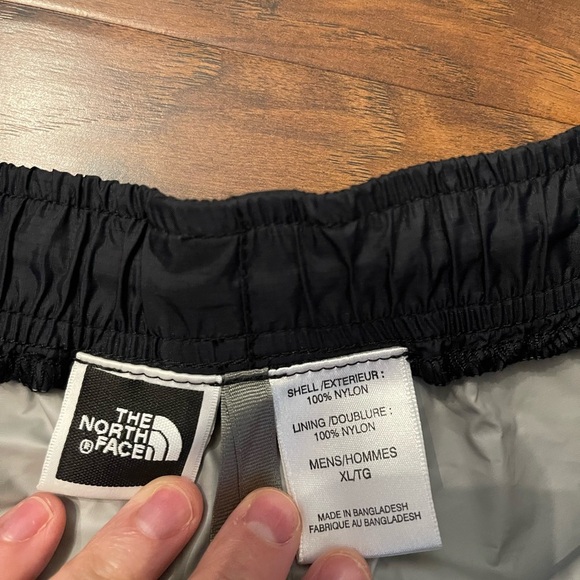 THE
NORTH
FACE
®
SHELL /EXTERIEUR :
100% NYLON
LINING /DOUBLURE :
100% NYLON
MENS/HOMMES
XL/TG
MADE IN BANGLADESH
FABRIQUE AU BANGLADESH